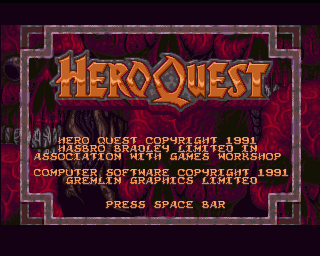 HEROQUEST
HERO QUEST COPYRIGHT 1991
HASBRO BRADLEY LIMITED IN
ASSOCIATION WITH GAMES WORKSHOP
COMPUTER SOFTWARE COPYRIGHT 1991
GREMLIN GRAPHICS LIMITED
PRESS SPACE BAR